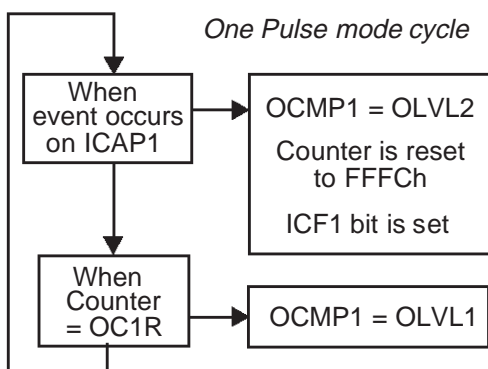 One Pulse mode cycle
When
event occurs
on ICAP1
OCMP1 = OLVL2
Counter is reset
to FFFCh
ICF1 bit is set
When
Counter
= OC1R
OCMP1 = OLVL1